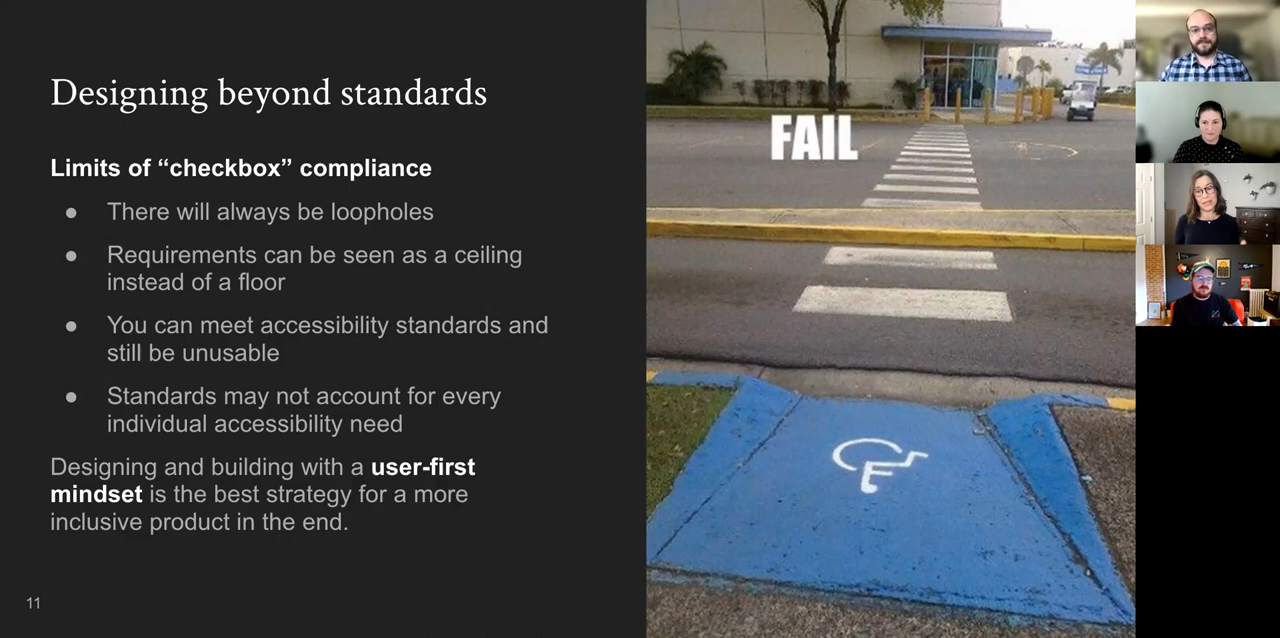 Designing beyond standards
Limits of “checkbox” compliance
● There will always be loopholes
● Requirements can be seen as a ceiling
instead of a floor
● You can meet accessibility standards and
still be unusable
● Standards may not account for every
individual accessibility need
Designing and building with a user-first
mindset is the best strategy for a more
inclusive product in the end.
11
FAIL